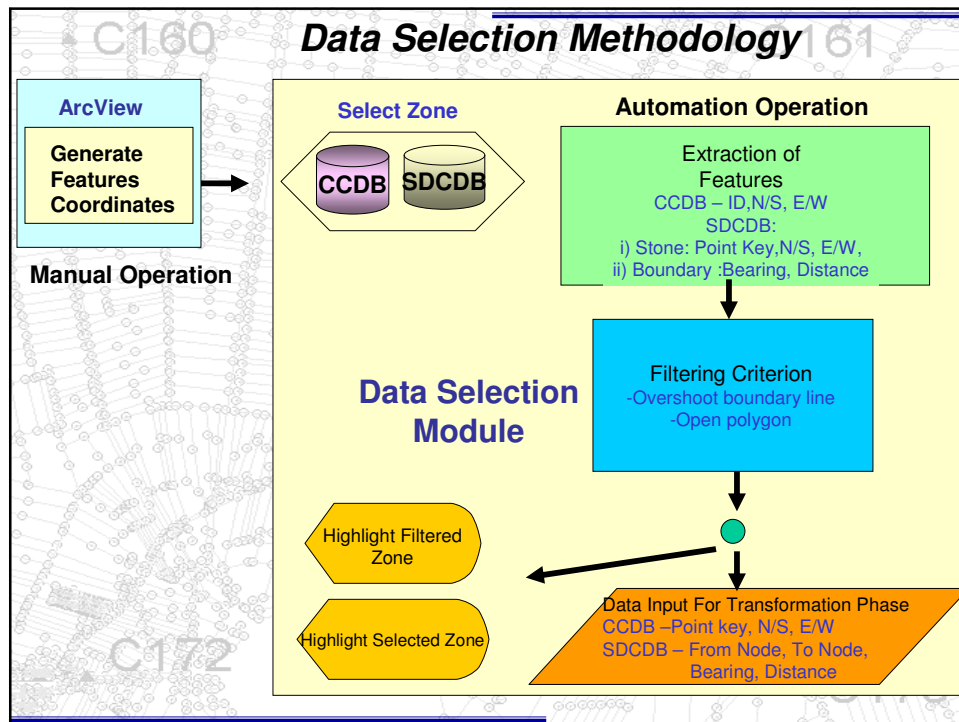 Data Selection Methodology
C160
161
ArcView
Generate
Features
Coordinates
Manual Operation
Select Zone
CCDB
SDCDB
Automation Operation
Extraction of
Features
CCDB – ID,N/S, E/W
SDCDB:
i) Stone: Point Key,N/S, E/W,
ii) Boundary :Bearing, Distance
Filtering Criterion
-Overshoot boundary line
-Open polygon
Data Selection
Module
Highlight Filtered
Zone
Highlight Selected Zone
Data Input For Transformation Phase
CCDB –Point key, N/S, E/W
SDCDB – From Node, To Node,
Bearing, Distance
C172